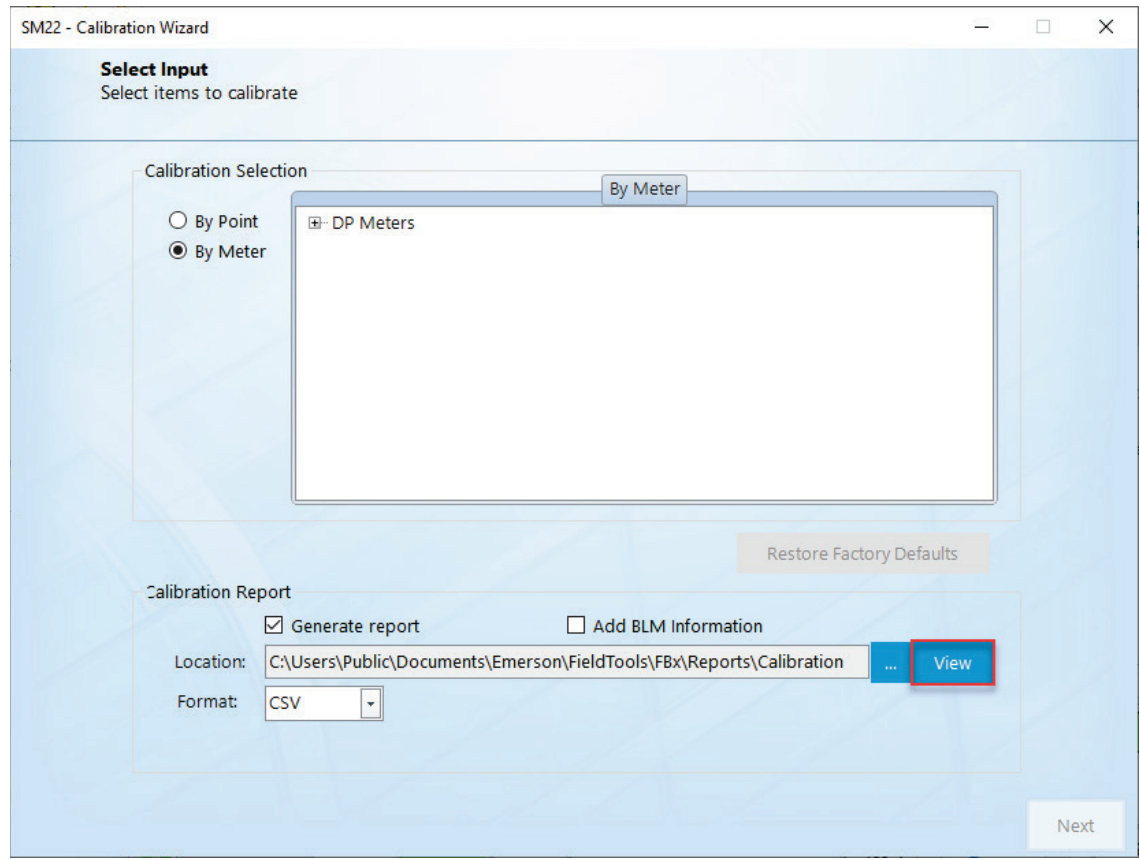 SM22 - Calibration Wizard
Select Input
Select items to calibrate
Calibration Selection
By Meter
By Point
DP Meters
By Meter
Restore Factory Defaults
Calibration Report
Generate report
Add BLM Information
Location: C:\Users\Public\Documents\Emerson\FieldTools\FBx\Reports\Calibration ... View
Format: CSV
Next